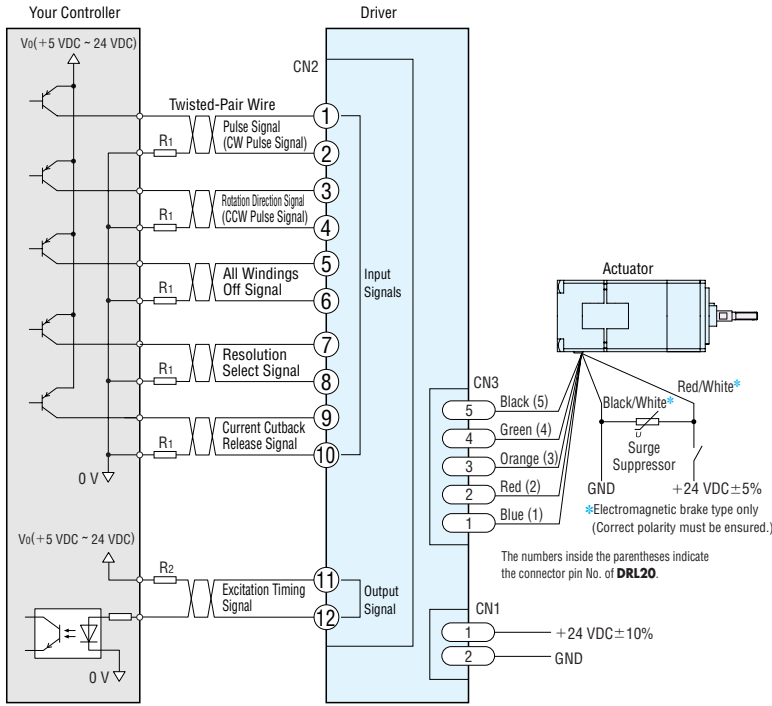 Your Controller
Driver
V0(+5 VDC ~ 24 VDC)
CN2
Twisted-Pair Wire
R1
Pulse Signal
(CW Pulse Signal)
1
2
R1
Rotation Direction Signal
(CCW Pulse Signal)
3
4
R1
All Windings
Off Signal
5
6
Input
Signals
R1
Resolution
Select Signal
7
8
R1
Current Cutback
Release Signal
9
10
0 V
Actuator
CN3
5 Black (5)
4 Green (4)
3 Orange (3)
2 Red (2)
1 Blue (1)
Black/White*
Red/White*
Surge
Suppressor
GND
+24 VDC±5%
*Electromagnetic brake type only
(Correct polarity must be ensured.)
The numbers inside the parentheses indicate
the connector pin No. of DRL20.
V0(+5 VDC ~ 24 VDC)
R2
Excitation Timing
Signal
11
12
Output
Signal
0 V
CN1
1 +24 VDC±10%
2 GND